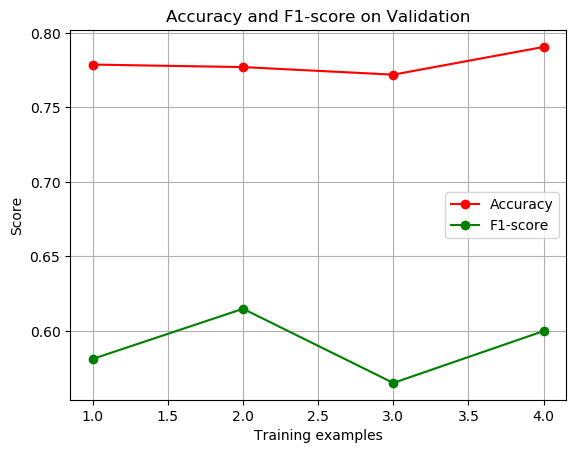 Accuracy and F1-score on Validation
0.80
0.75
0.70
0.65
0.60
Score
Accuracy
F1-score
1.0 1.5 2.0 2.5 3.0 3.5 4.0
Training examples